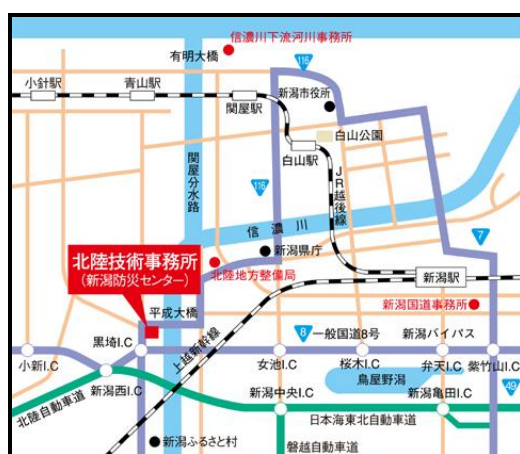 信濃川下流河川事務所
有明大橋
116
小針駅
青山駅
関屋駅
新潟市役所
白山公園
白山駅
関屋分水路
JR越後線
116
信濃川
7
新潟県庁
北陸技術事務所
(新潟防災センター)
北陸地方整備局
新潟駅
新潟国道事務所
平成大橋
上越新幹線
黒埼I.C
8
一般国道8号
新潟バイパス
小新I.C
女池I.C
桜木I.C
弁天I.C
紫竹山I.C
鳥屋野潟
新潟西I.C
新潟中央I.C
新潟亀田I.C
49
北陸自動車道
日本海東北自動車道
新潟ふるさと村
磐越自動車道